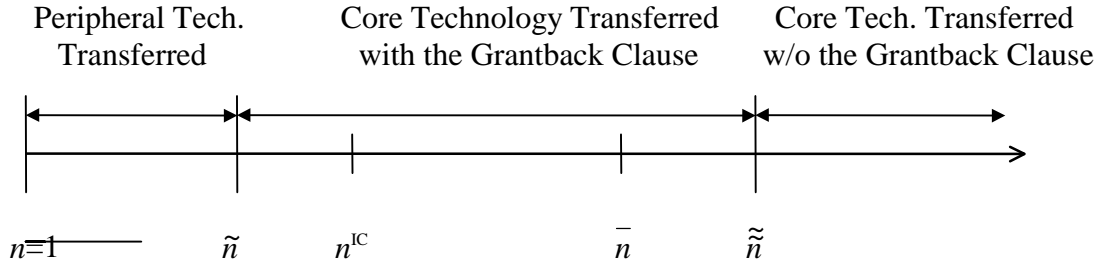 Peripheral Tech. Core Technology Transferred Core Tech. Transferred
Transferred with the Grantback Clause w/o the Grantback Clause
n=1 ñ n^IC n̄ ñ̃